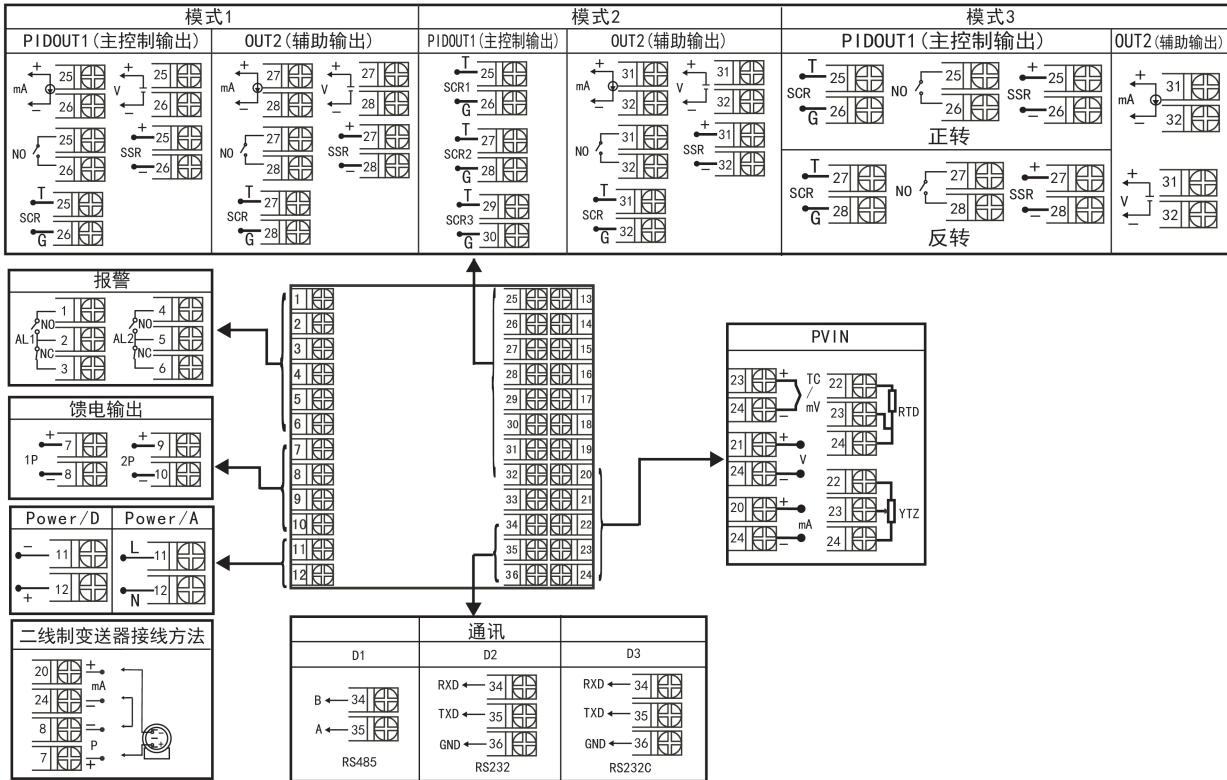 模式1 模式2 模式3
PIDOUT1(主控制输出) OUT2(辅助输出) PIDOUT1(主控制输出) OUT2(辅助输出) PIDOUT1(主控制输出) OUT2(辅助输出)
+ 25 mA 26 −
+ 25 V 26 −
25 NO 26
+ 25 SSR 26 −
T 25 SCR 26 G
+ 27 mA 28 −
+ 27 V 28 −
27 NO 28
+ 27 SSR 28 −
T 27 SCR 28 G
T 25 SCR1 26 G
T 27 SCR2 28 G
T 29 SCR3 30 G
+ 31 mA 32 −
+ 31 V 32 −
31 NO 32
+ 31 SSR 32 −
T 31 SCR 32 G
T 25 SCR 26 G
25 NO 26
+ 25 SSR 26 −
正转
T 27 SCR 28 G
27 NO 28
+ 27 SSR 28 −
反转
+ 31 mA 32 −
+ 31 V 32 −
报警
1 NO AL1 2 NC 3
4 NO AL2 5 NC 6
馈电输出
+ 7 1P 8 −
+ 9 2P 10 −
Power/D Power/A
− 11 L 11
+ 12 N 12
二线制变送器接线方法
20 +
mA
24 −
8 −
P
7 +
− − +
1 25 13
2 26 14
3 27 15
4 28 16
5 29 17
6 30 18
7 31 19
8 32 20
9 33 21
10 34 22
11 35 23
12 36 24
PVIN
23 + TC / mV 24 −
22 23 24 RTD
21 + V 24 −
22 23 24 YTZ
20 + mA 24 −
通讯
D1 D2 D3
B 34
A 35
RS485
RXD 34
TXD 35
GND 36
RS232
RXD 34
TXD 35
GND 36
RS232C